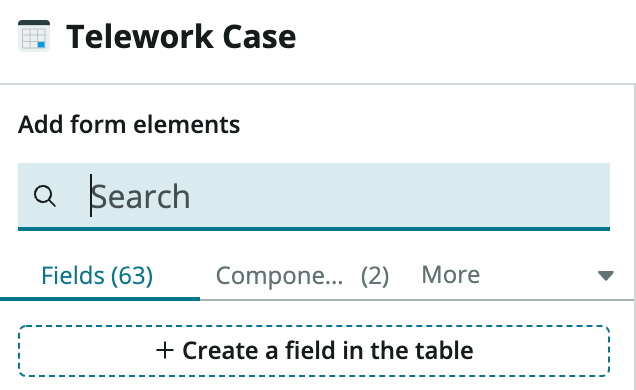 Telework Case
Add form elements
Search
Fields (63) Compone... (2) More
+ Create a field in the table